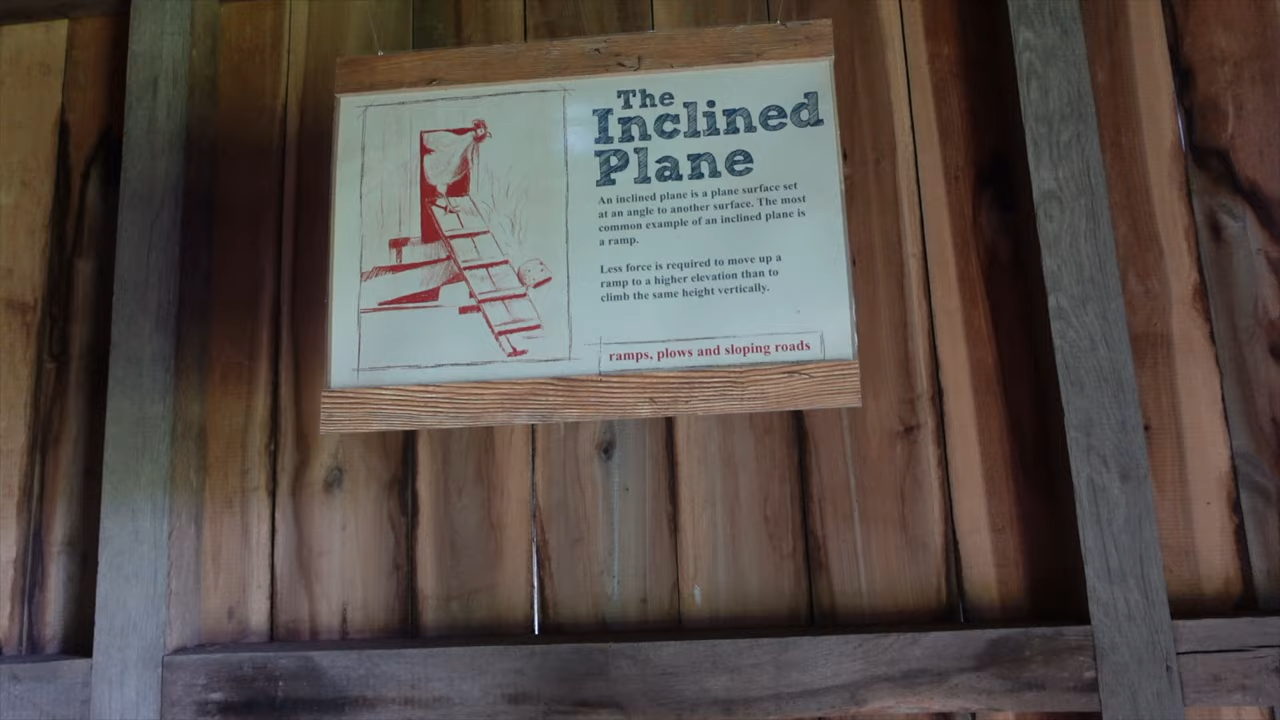 The
Inclined
Plane
An inclined plane is a plane surface set
at an angle to another surface. The most
common example of an inclined plane is
a ramp.
Less force is required to move up a
ramp to a higher elevation than to
climb the same height vertically.
ramps, plows and sloping roads